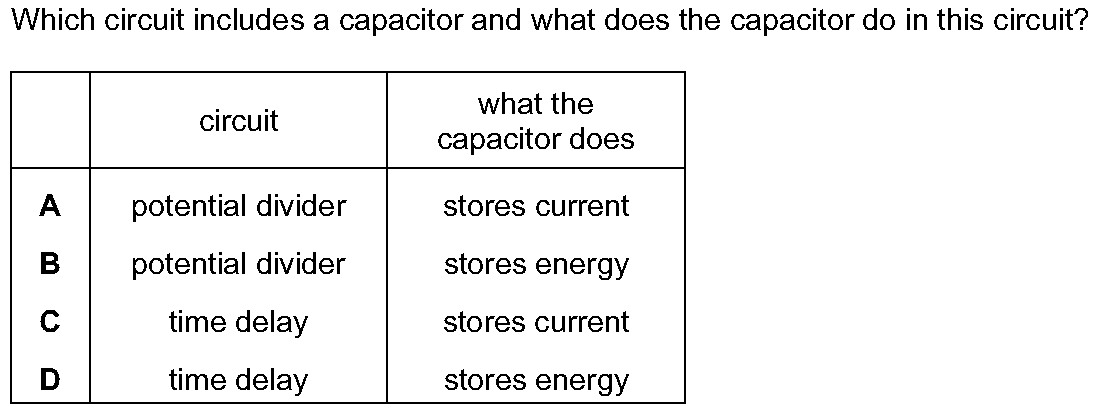 Which circuit includes a capacitor and what does the capacitor do in this circuit?
circuit what the
capacitor does
A potential divider stores current
B potential divider stores energy
C time delay stores current
D time delay stores energy